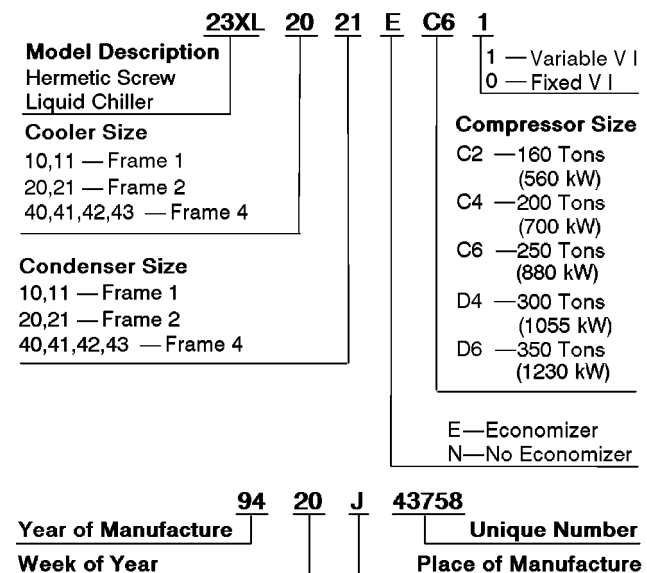 23XL 20 21 E C6 1
Model Description
Hermetic Screw
Liquid Chiller
1 — Variable V I
0 — Fixed V I
Cooler Size
10,11 — Frame 1
20,21 — Frame 2
40,41,42,43 — Frame 4
Compressor Size
C2 —160 Tons
(560 kW)
C4 —200 Tons
(700 kW)
C6 —250 Tons
(880 kW)
D4 —300 Tons
(1055 kW)
D6 —350 Tons
(1230 kW)
Condenser Size
10,11 — Frame 1
20,21 — Frame 2
40,41,42,43 — Frame 4
E—Economizer
N—No Economizer
94 20 J 43758
Year of Manufacture
Unique Number
Week of Year
Place of Manufacture